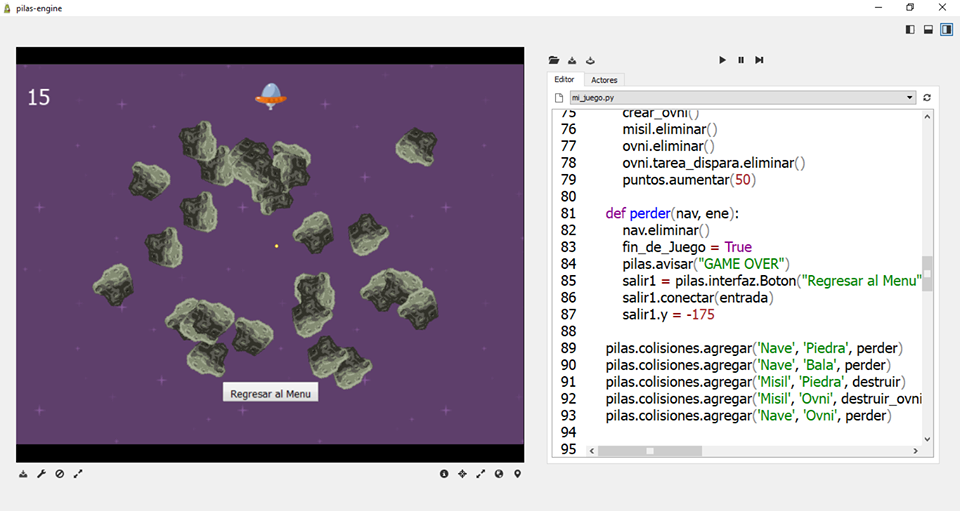 pilas-engine
15
Regresar al Menu
Editor
Actores
mi_juego.py
75 crear_ovni()
76 misil.eliminar()
77 ovni.eliminar()
78 ovni.tarea_dispara.eliminar()
79 puntos.aumentar(50)
80
81 def perder(nav, ene):
82 nav.eliminar()
83 fin_de_Juego = True
84 pilas.avisar("GAME OVER")
85 salir1 = pilas.interfaz.Boton("Regresar al Menu"
86 salir1.conectar(entrada)
87 salir1.y = -175
88
89 pilas.colisiones.agregar('Nave', 'Piedra', perder)
90 pilas.colisiones.agregar('Nave', 'Bala', perder)
91 pilas.colisiones.agregar('Misil', 'Piedra', destruir)
92 pilas.colisiones.agregar('Misil', 'Ovni', destruir_ovni
93 pilas.colisiones.agregar('Nave', 'Ovni', perder)
94
95